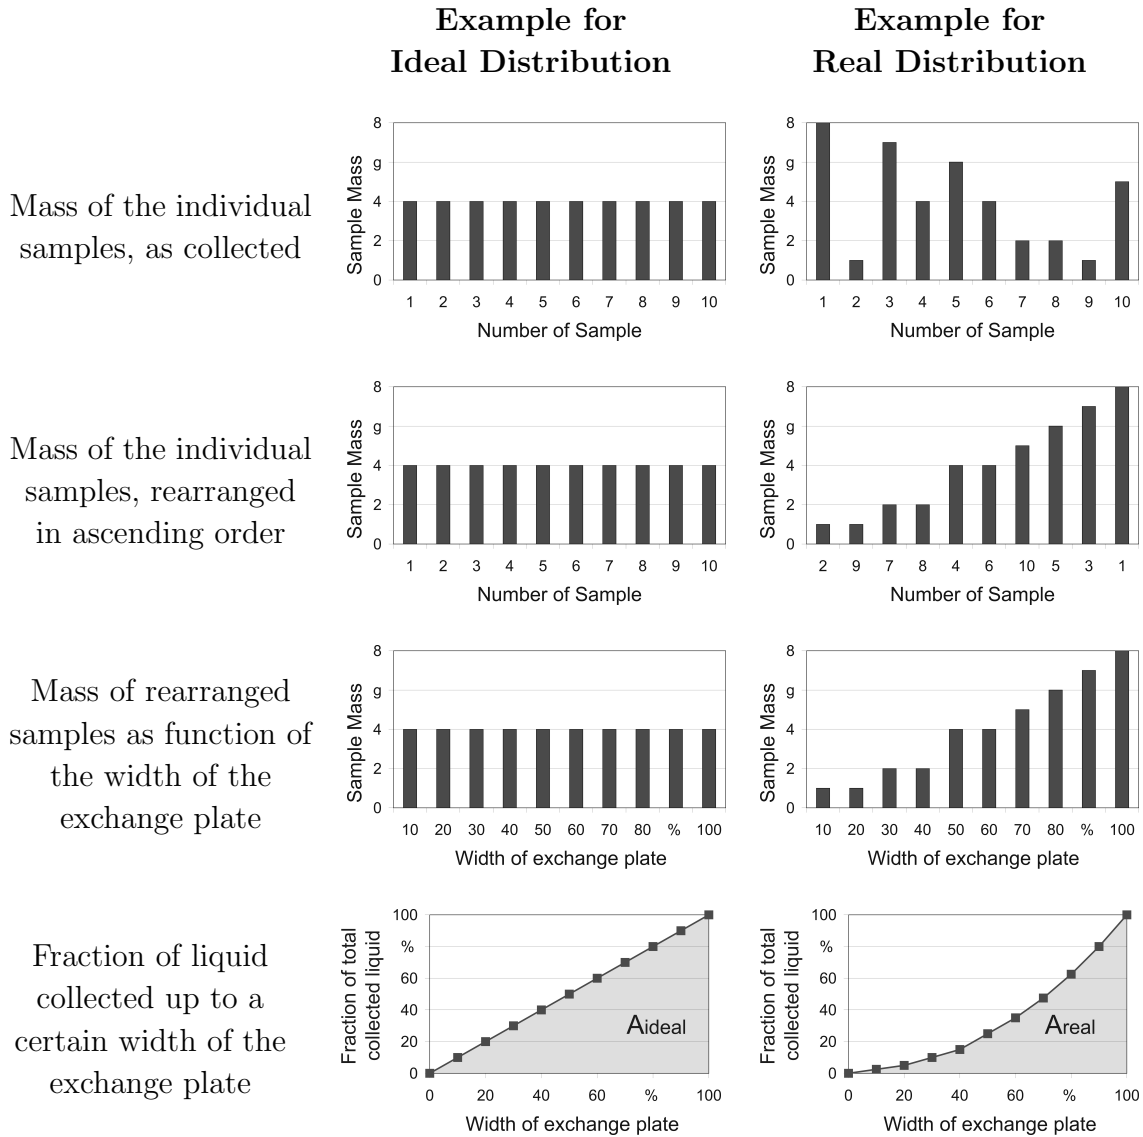 Example for
Ideal Distribution
Example for
Real Distribution
Mass of the individual
samples, as collected
8
g
4
2
0
Sample Mass
1 2 3 4 5 6 7 8 9 10
Number of Sample
8
g
4
2
0
Sample Mass
1 2 3 4 5 6 7 8 9 10
Number of Sample
Mass of the individual
samples, rearranged
in ascending order
8
g
4
2
0
Sample Mass
1 2 3 4 5 6 7 8 9 10
Number of Sample
8
g
4
2
0
Sample Mass
2 9 7 8 4 6 10 5 3 1
Number of Sample
Mass of rearranged
samples as function of
the width of the
exchange plate
8
g
4
2
0
Sample Mass
10 20 30 40 50 60 70 80 % 100
Width of exchange plate
8
g
4
2
0
Sample Mass
10 20 30 40 50 60 70 80 % 100
Width of exchange plate
Fraction of liquid
collected up to a
certain width of the
exchange plate
100
%
60
40
20
0
Fraction of total
collected liquid
Aideal
0 20 40 60 % 100
Width of exchange plate
100
%
60
40
20
0
Fraction of total
collected liquid
Areal
0 20 40 60 % 100
Width of exchange plate